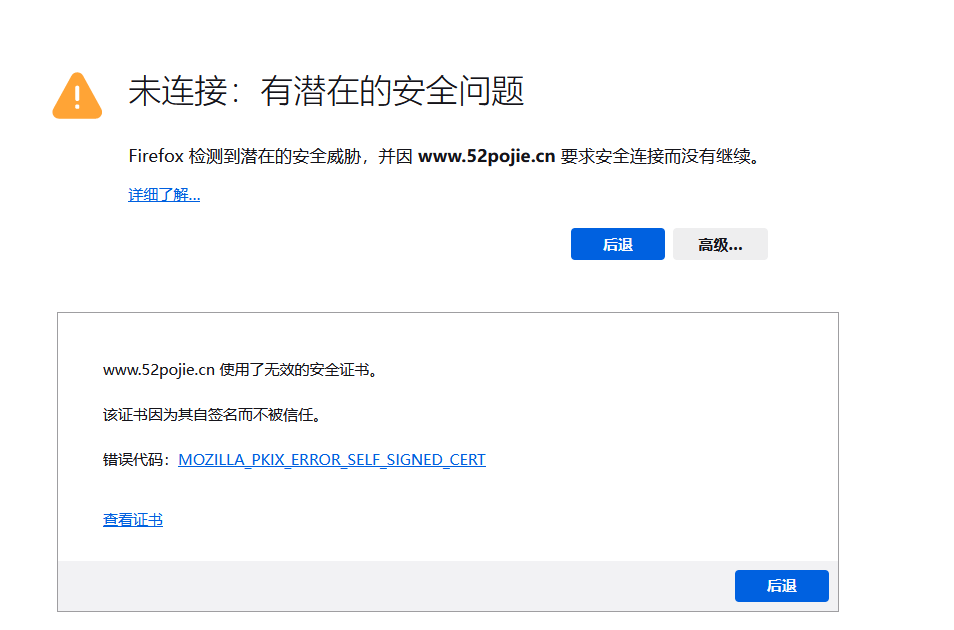 未连接：有潜在的安全问题
Firefox 检测到潜在的安全威胁，并因 www.52pojie.cn 要求安全连接而没有继续。
详细了解...
后退
高级...
www.52pojie.cn 使用了无效的安全证书。
该证书因为其自签名而不被信任。
错误代码：MOZILLA_PKIX_ERROR_SELF_SIGNED_CERT
查看证书
后退